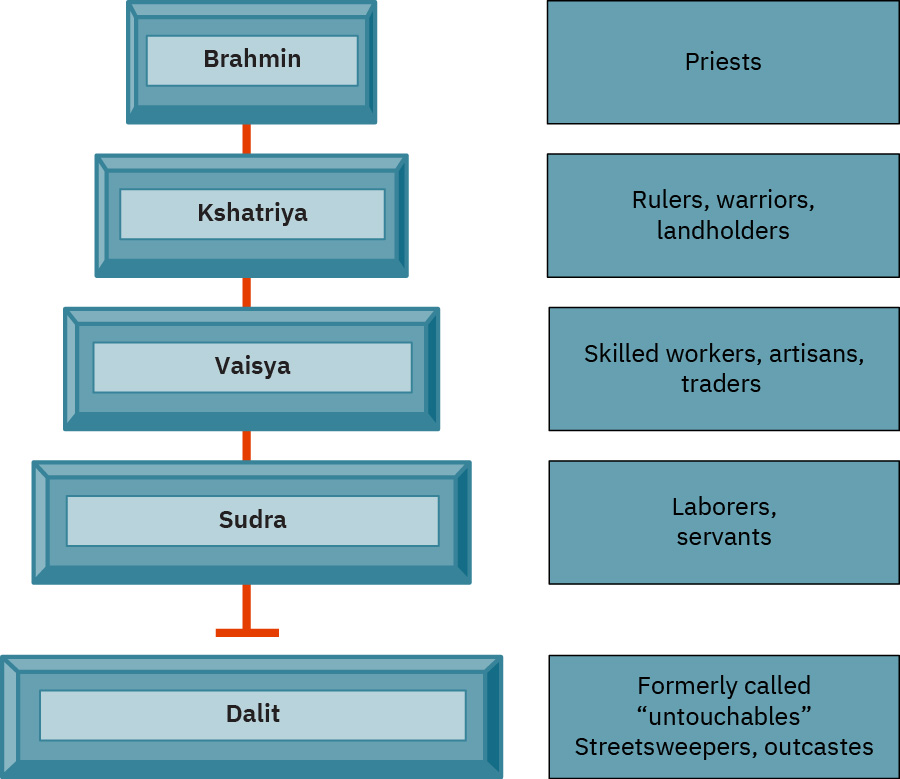 Brahmin
Priests
Kshatriya
Rulers, warriors,
landholders
Vaisya
Skilled workers, artisans,
traders
Sudra
Laborers,
servants
Dalit
Formerly called
“untouchables”
Streetsweepers, outcastes